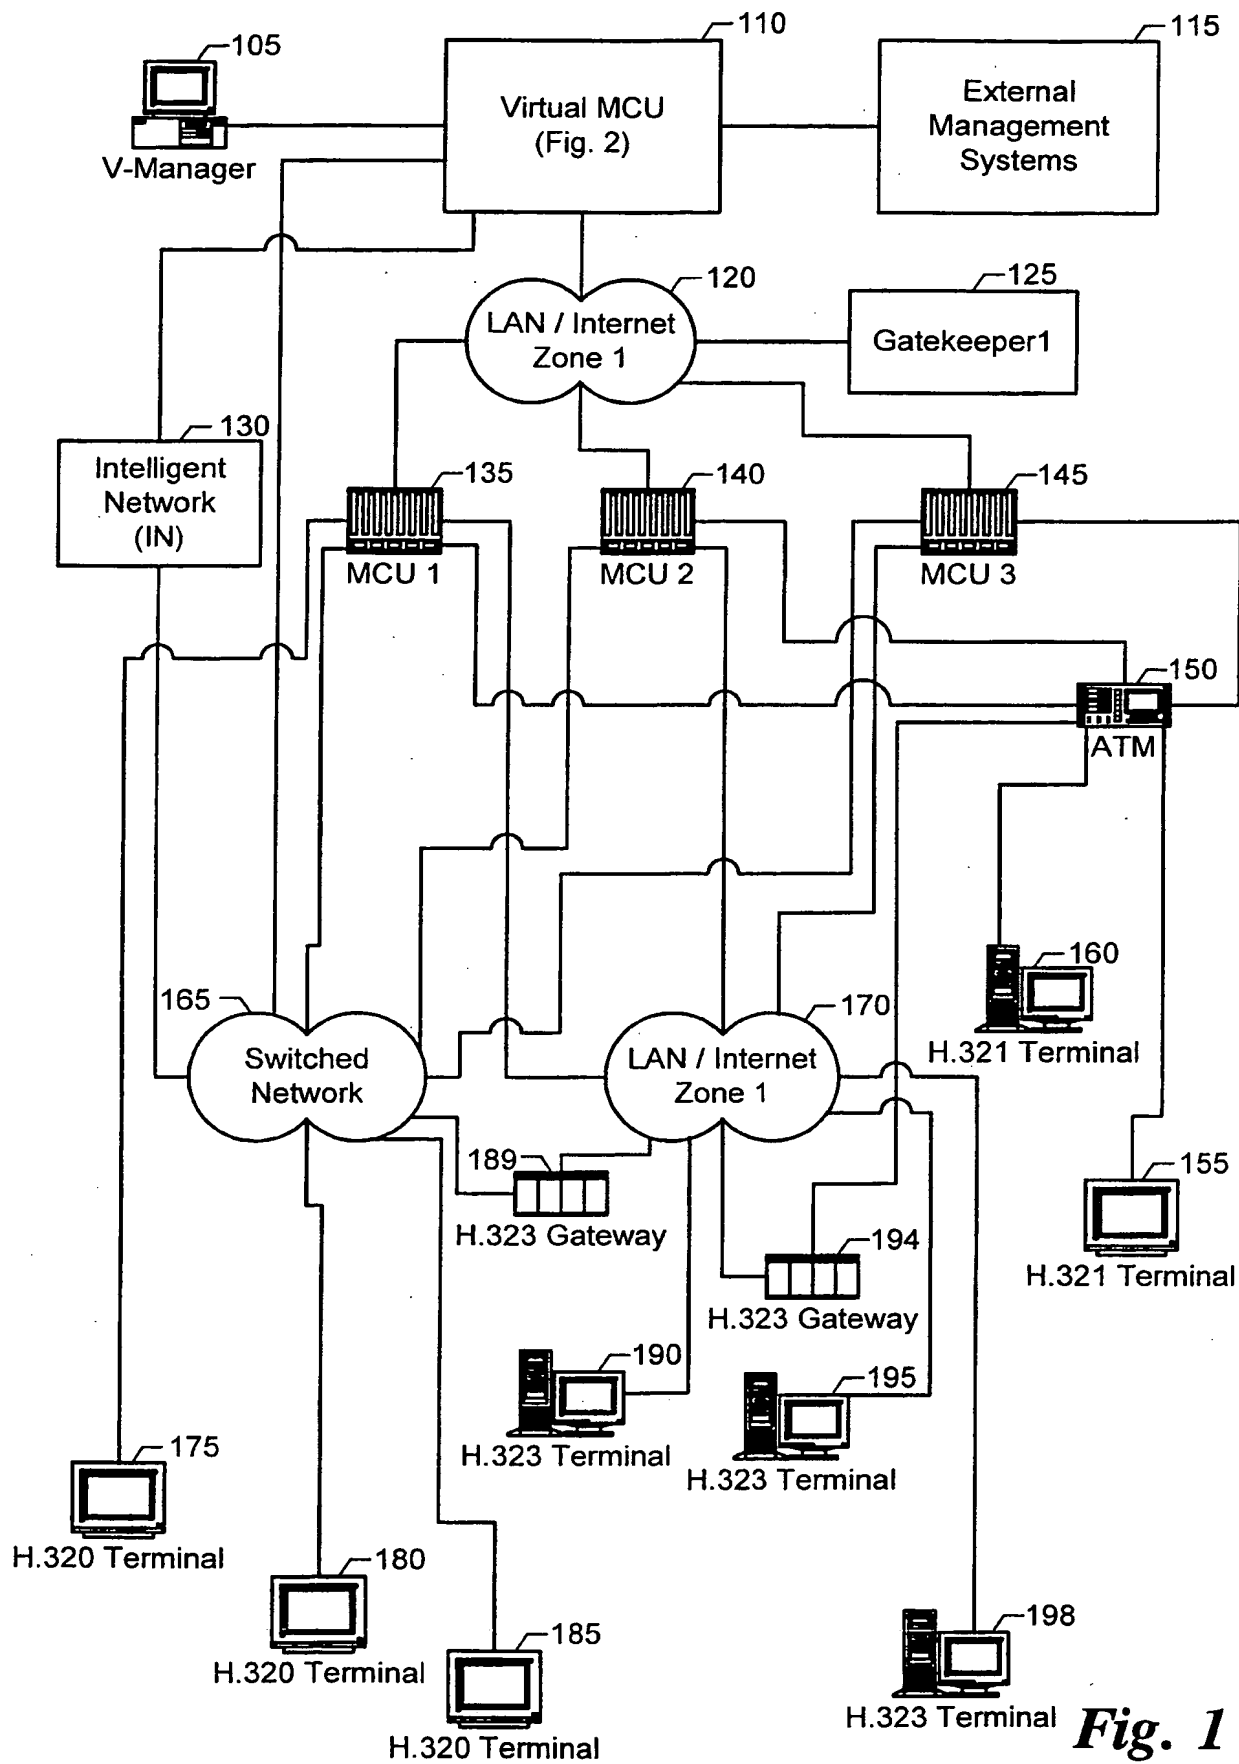 105
V-Manager
110
Virtual MCU
(Fig. 2)
115
External
Management
Systems
120
LAN / Internet
Zone 1
125
Gatekeeper1
130
Intelligent
Network
(IN)
135
MCU 1
140
MCU 2
145
MCU 3
150
ATM
160
H.321 Terminal
165
Switched
Network
170
LAN / Internet
Zone 1
155
H.321 Terminal
189
H.323 Gateway
194
H.323 Gateway
190
H.323 Terminal
195
H.323 Terminal
175
H.320 Terminal
180
H.320 Terminal
185
H.320 Terminal
198
H.323 Terminal
Fig. 1